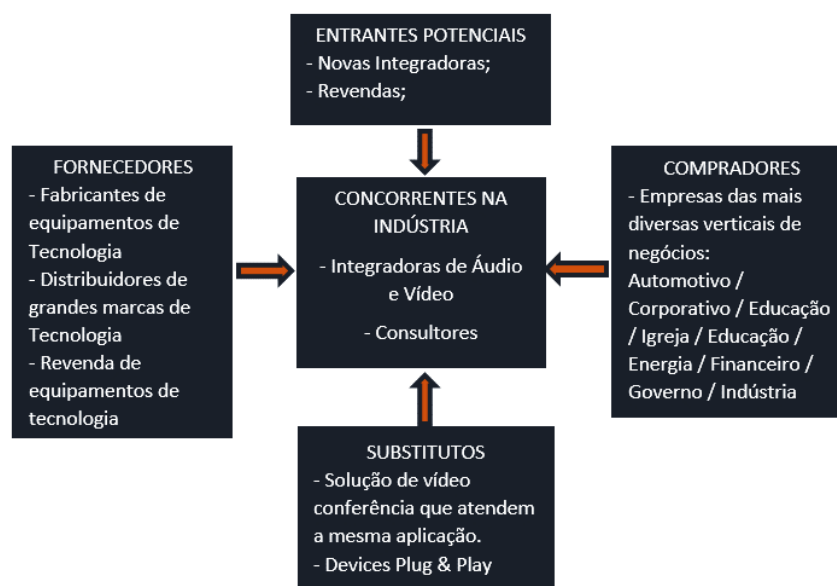 ENTRANTES POTENCIAIS
- Novas Integradoras;
- Revendas;
FORNECEDORES
- Fabricantes de
equipamentos de
Tecnologia
- Distribuidores de
grandes marcas de
Tecnologia
- Revenda de
equipamentos de
tecnologia
CONCORRENTES NA
INDÚSTRIA
- Integradoras de Áudio
e Vídeo
- Consultores
COMPRADORES
- Empresas das mais
diversas verticais de
negócios:
Automotivo /
Corporativo / Educação
/ Igreja / Educação /
Energia / Financeiro /
Governo / Indústria
SUBSTITUTOS
- Solução de vídeo
conferência que atendem
a mesma aplicação.
- Devices Plug & Play